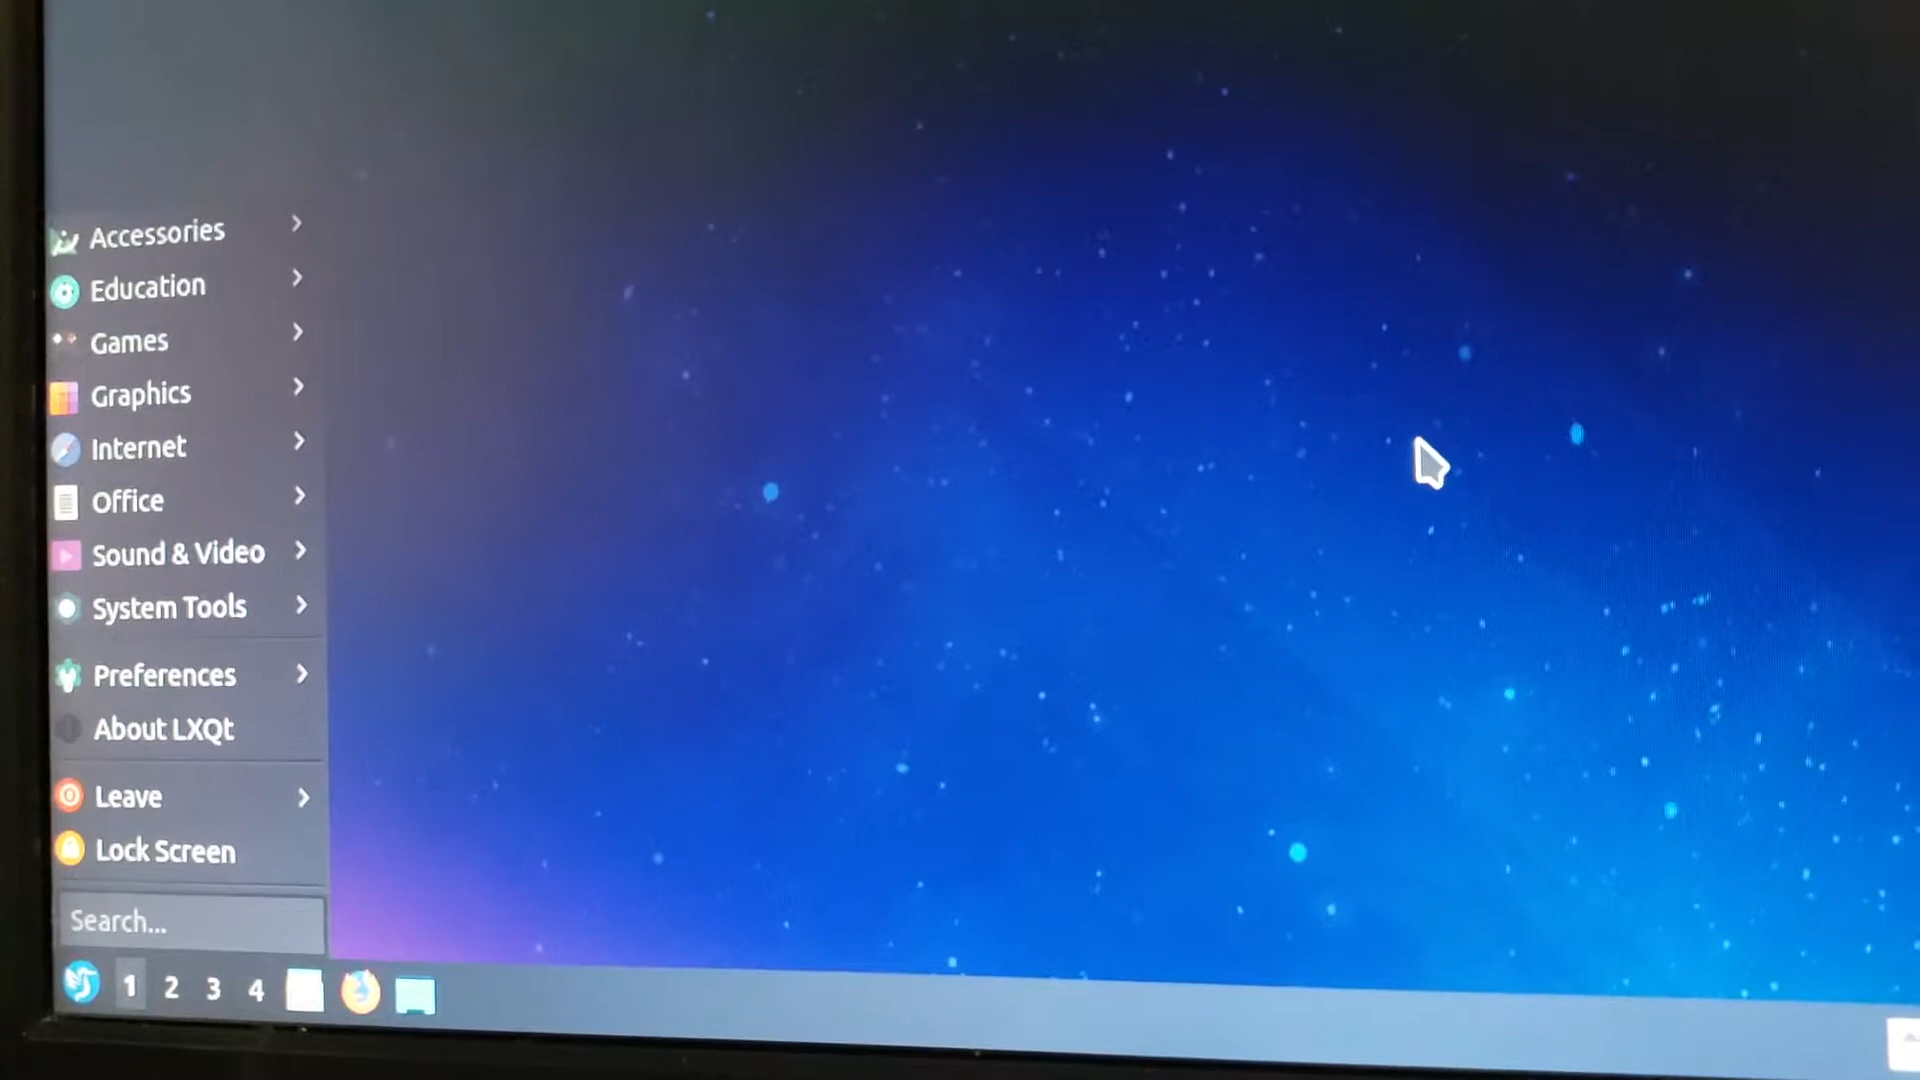 Accessories
Education
Games
Graphics
Internet
Office
Sound & Video
System Tools
Preferences
About LXQt
Leave
Lock Screen
Search...
1 2 3 4